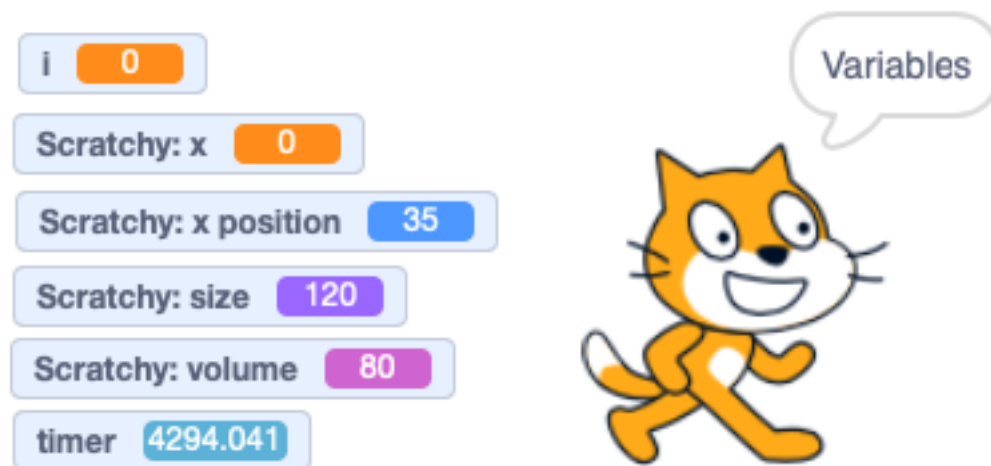 i 0
Variables
Scratchy: x 0
Scratchy: x position 35
Scratchy: size 120
Scratchy: volume 80
timer 4294.041